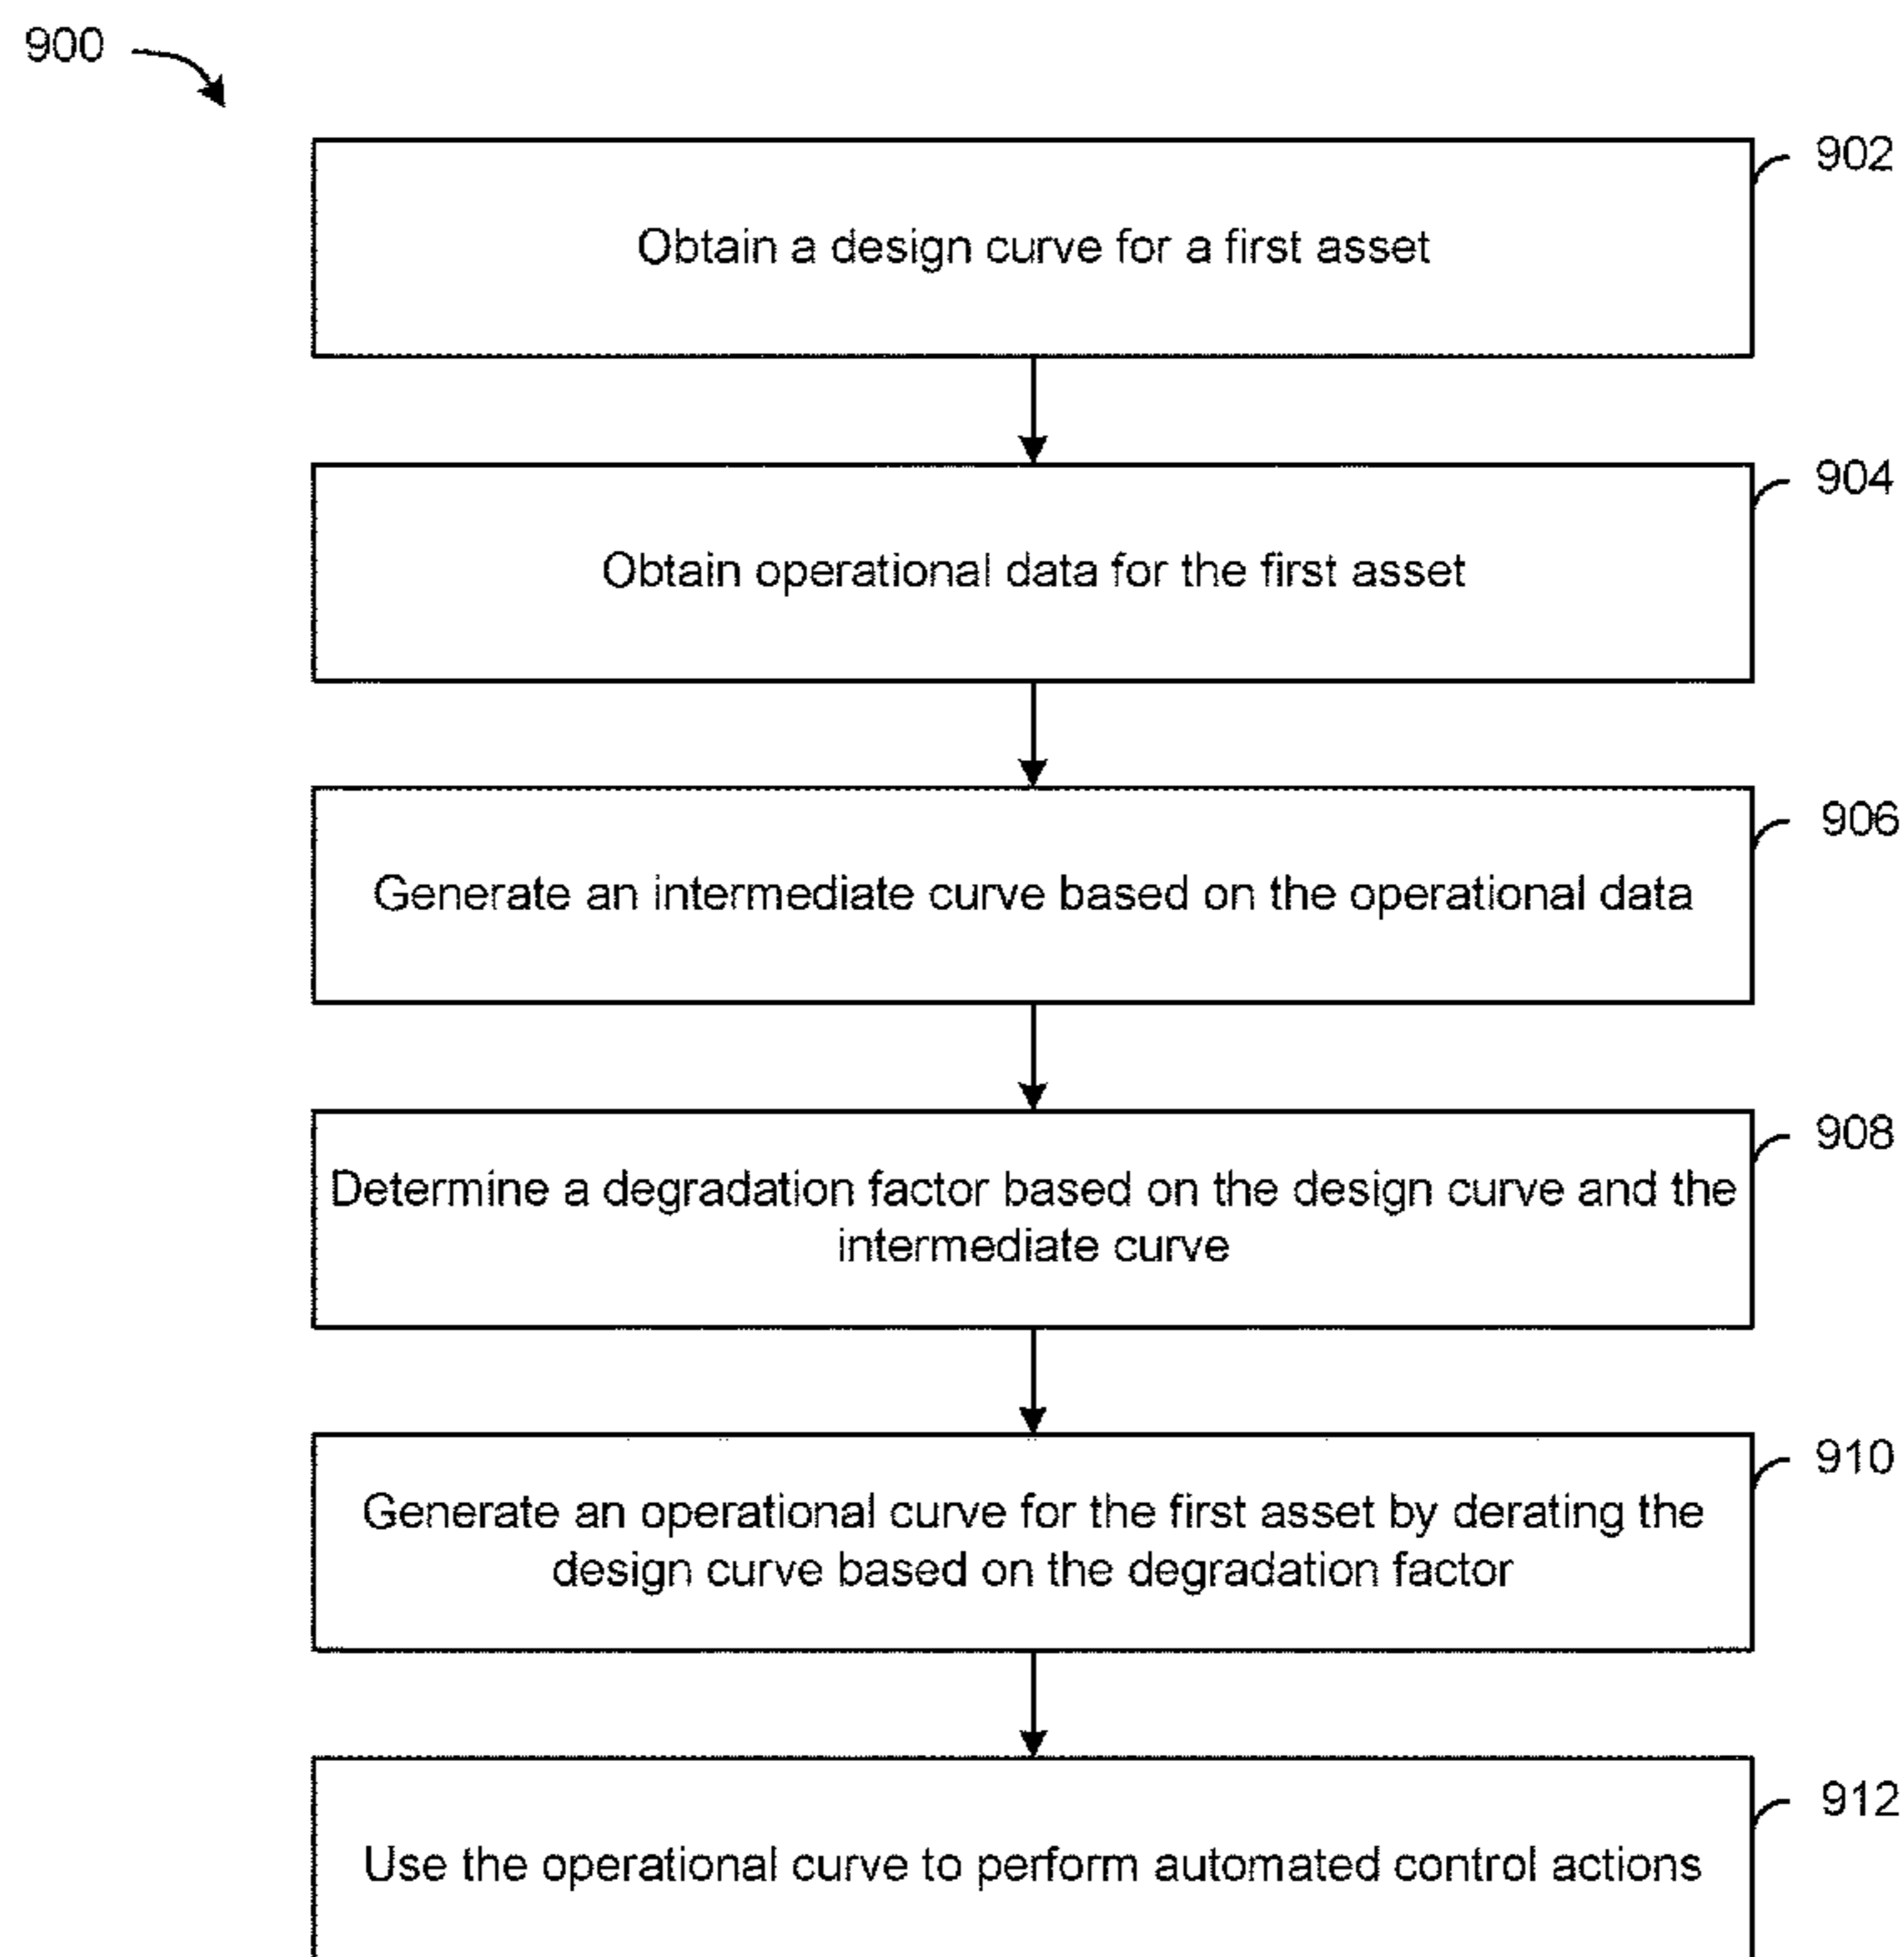 900
902
Obtain a design curve for a first asset
904
Obtain operational data for the first asset
906
Generate an intermediate curve based on the operational data
908
Determine a degradation factor based on the design curve and the
intermediate curve
910
Generate an operational curve for the first asset by derating the
design curve based on the degradation factor
912
Use the operational curve to perform automated control actions